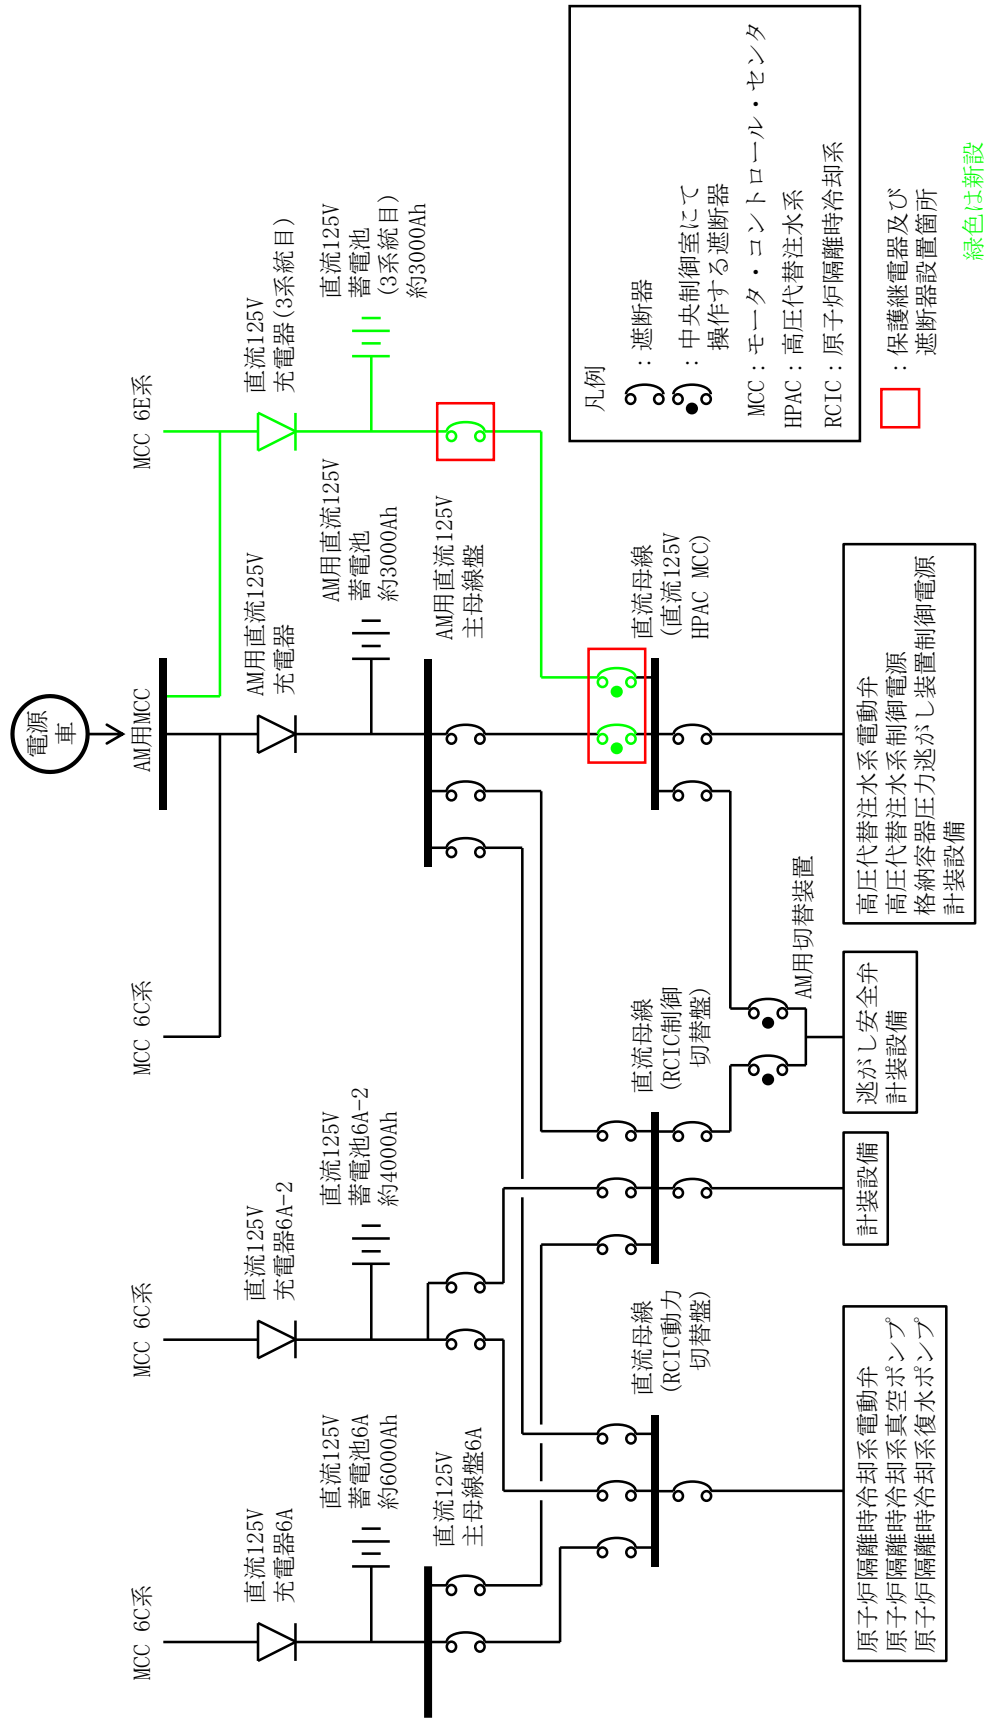 MCC 6C系
直流125V
充電器6A
直流125V
蓄電池6A
約6000Ah
直流125V
主母線盤6A
MCC 6C系
直流125V
充電器6A-2
直流125V
蓄電池6A-2
約4000Ah
MCC 6C系
電源
車
AM用MCC
AM用直流125V
充電器
AM用直流125V
蓄電池
約3000Ah
AM用直流125V
主母線盤
MCC 6E系
直流125V
充電器(3系統目)
直流125V
蓄電池
(3系統目)
約3000Ah
直流母線
(RCIC動力
切替盤)
直流母線
(RCIC制御
切替盤)
直流母線
(直流125V
HPAC MCC)
AM用切替装置
原子炉隔離時冷却系電動弁
原子炉隔離時冷却系真空ポンプ
原子炉隔離時冷却系復水ポンプ
計装設備
逃がし安全弁
計装設備
高圧代替注水系電動弁
高圧代替注水系制御電源
格納容器圧力逃がし装置制御電源
計装設備
凡例
：遮断器
：中央制御室にて
操作する遮断器
MCC：モータ・コントロール・センタ
HPAC：高圧代替注水系
RCIC：原子炉隔離時冷却系
：保護継電器及び
遮断器設置箇所
緑色は新設